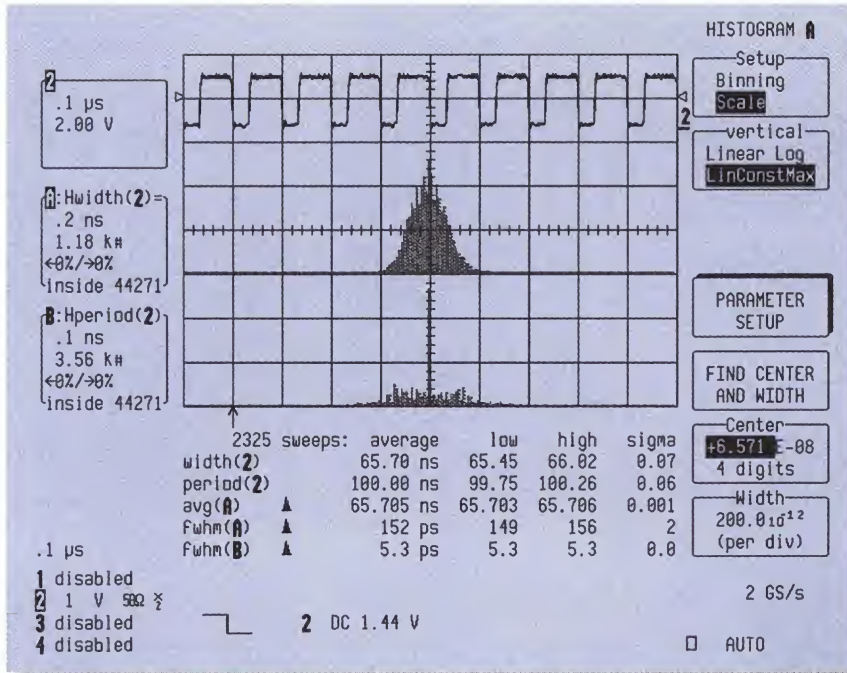 HISTOGRAM A
Setup
Binning
Scale
vertical
Linear Log
LinConstMax
PARAMETER
SETUP
FIND CENTER
AND WIDTH
Center
+6.571 E-08
4 digits
Width
200.0₁₀-12
(per div)
2 GS/s
□ AUTO
2
.1 µs
2.00 V
2
A:Hwidth(2)=
.2 ns
1.18 k#
←0%/→0%
inside 44271
B:Hperiod(2)
.1 ns
3.56 k#
←0%/→0%
inside 44271
2325 sweeps: average low high sigma
width(2) 65.70 ns 65.45 66.02 0.07
period(2) 100.00 ns 99.75 100.26 0.06
avg(A) 65.705 ns 65.703 65.706 0.001
fwhm(A) 152 ps 149 156 2
fwhm(B) 5.3 ps 5.3 5.3 0.0
.1 µs
1 disabled
2 1 V 50Ω
3 disabled
4 disabled
2 DC 1.44 V